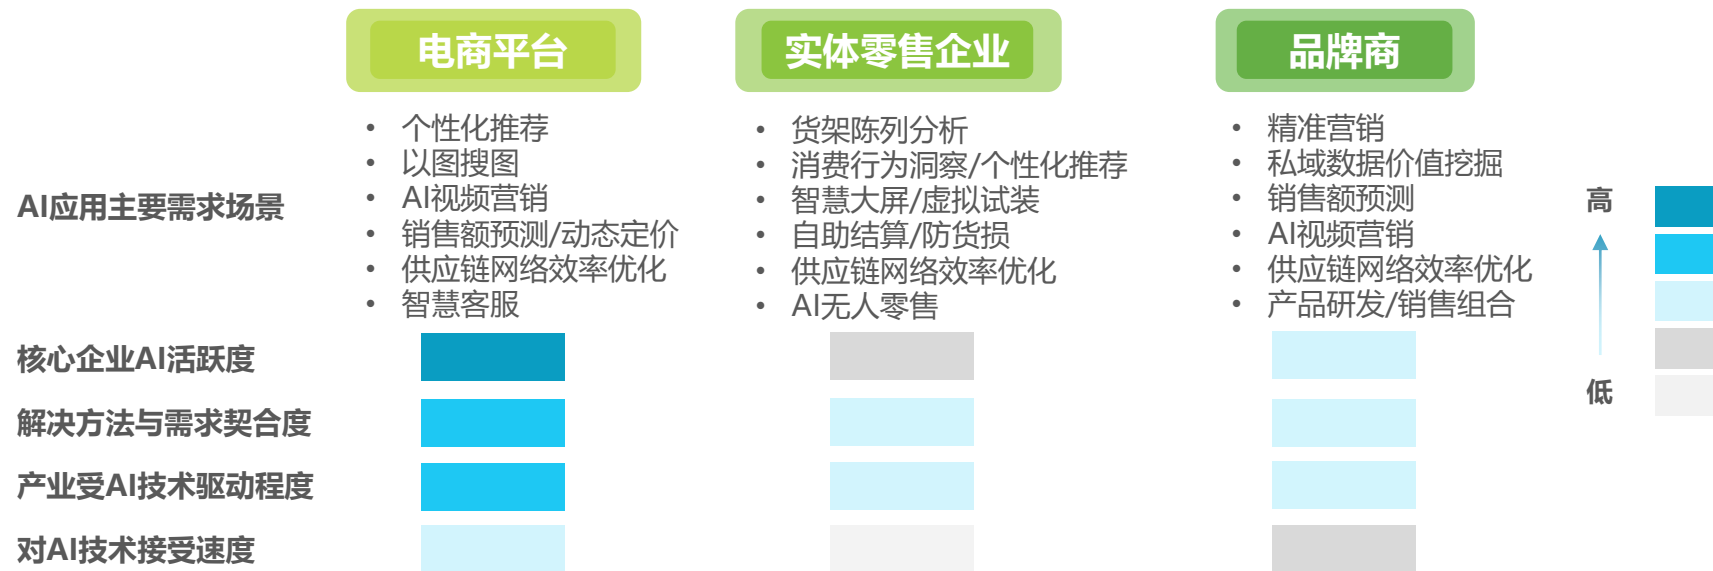 电商平台
实体零售企业
品牌商
AI应用主要需求场景
• 个性化推荐
• 以图搜图
• AI视频营销
• 销售额预测/动态定价
• 供应链网络效率优化
• 智慧客服
• 货架陈列分析
• 消费行为洞察/个性化推荐
• 智慧大屏/虚拟试装
• 自助结算/防货损
• 供应链网络效率优化
• AI无人零售
• 精准营销
• 私域数据价值挖掘
• 销售额预测
• AI视频营销
• 供应链网络效率优化
• 产品研发/销售组合
核心企业AI活跃度
解决方法与需求契合度
产业受AI技术驱动程度
对AI技术接受速度
高
低